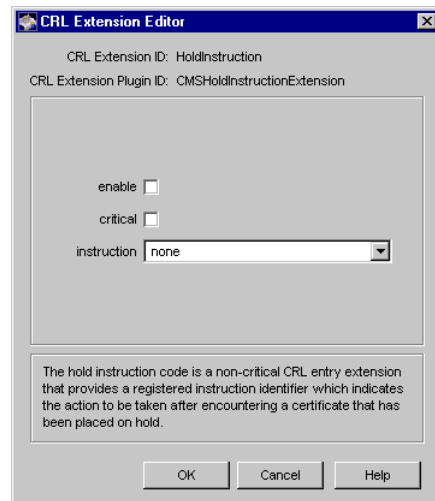 CRL Extension Editor
CRL Extension ID: HoldInstruction
CRL Extension Plugin ID: CMSHoldInstructionExtension
enable
critical
instruction none
The hold instruction code is a non-critical CRL entry extension
that provides a registered instruction identifier which indicates
the action to be taken after encountering a certificate that has
been placed on hold.
OK Cancel Help